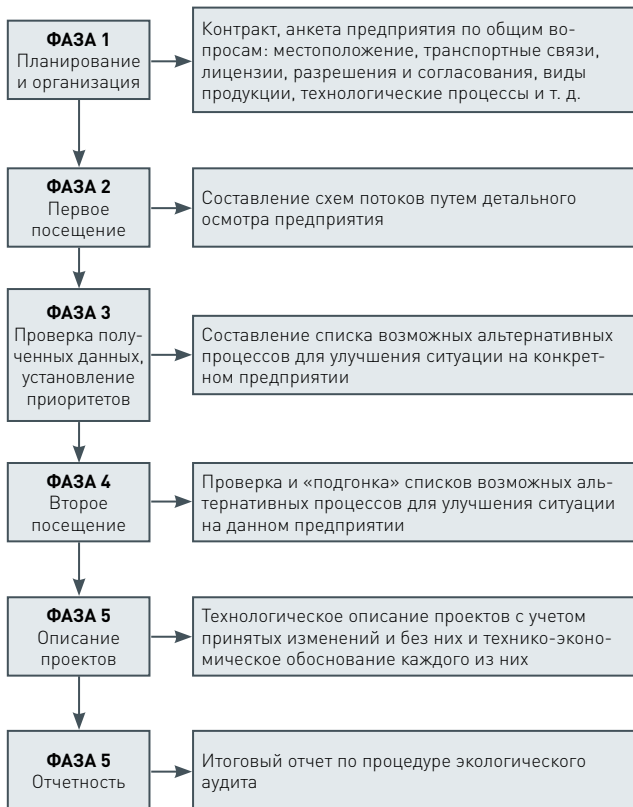 ФАЗА 1
Планирование
и организация
Контракт, анкета предприятия по общим во-
просам: местоположение, транспортные связи,
лицензии, разрешения и согласования, виды
продукции, технологические процессы и т. д.
ФАЗА 2
Первое
посещение
Составление схем потоков путем детального
осмотра предприятия
ФАЗА 3
Проверка полу-
ченных данных,
установление
приоритетов
Составление списка возможных альтернативных
процессов для улучшения ситуации на конкрет-
ном предприятии
ФАЗА 4
Второе
посещение
Проверка и «подгонка» списков возможных аль-
тернативных процессов для улучшения ситуации
на данном предприятии
ФАЗА 5
Описание
проектов
Технологическое описание проектов с учетом
принятых изменений и без них и технико-эконо-
мическое обоснование каждого из них
ФАЗА 5
Отчетность
Итоговый отчет по процедуре экологического
аудита